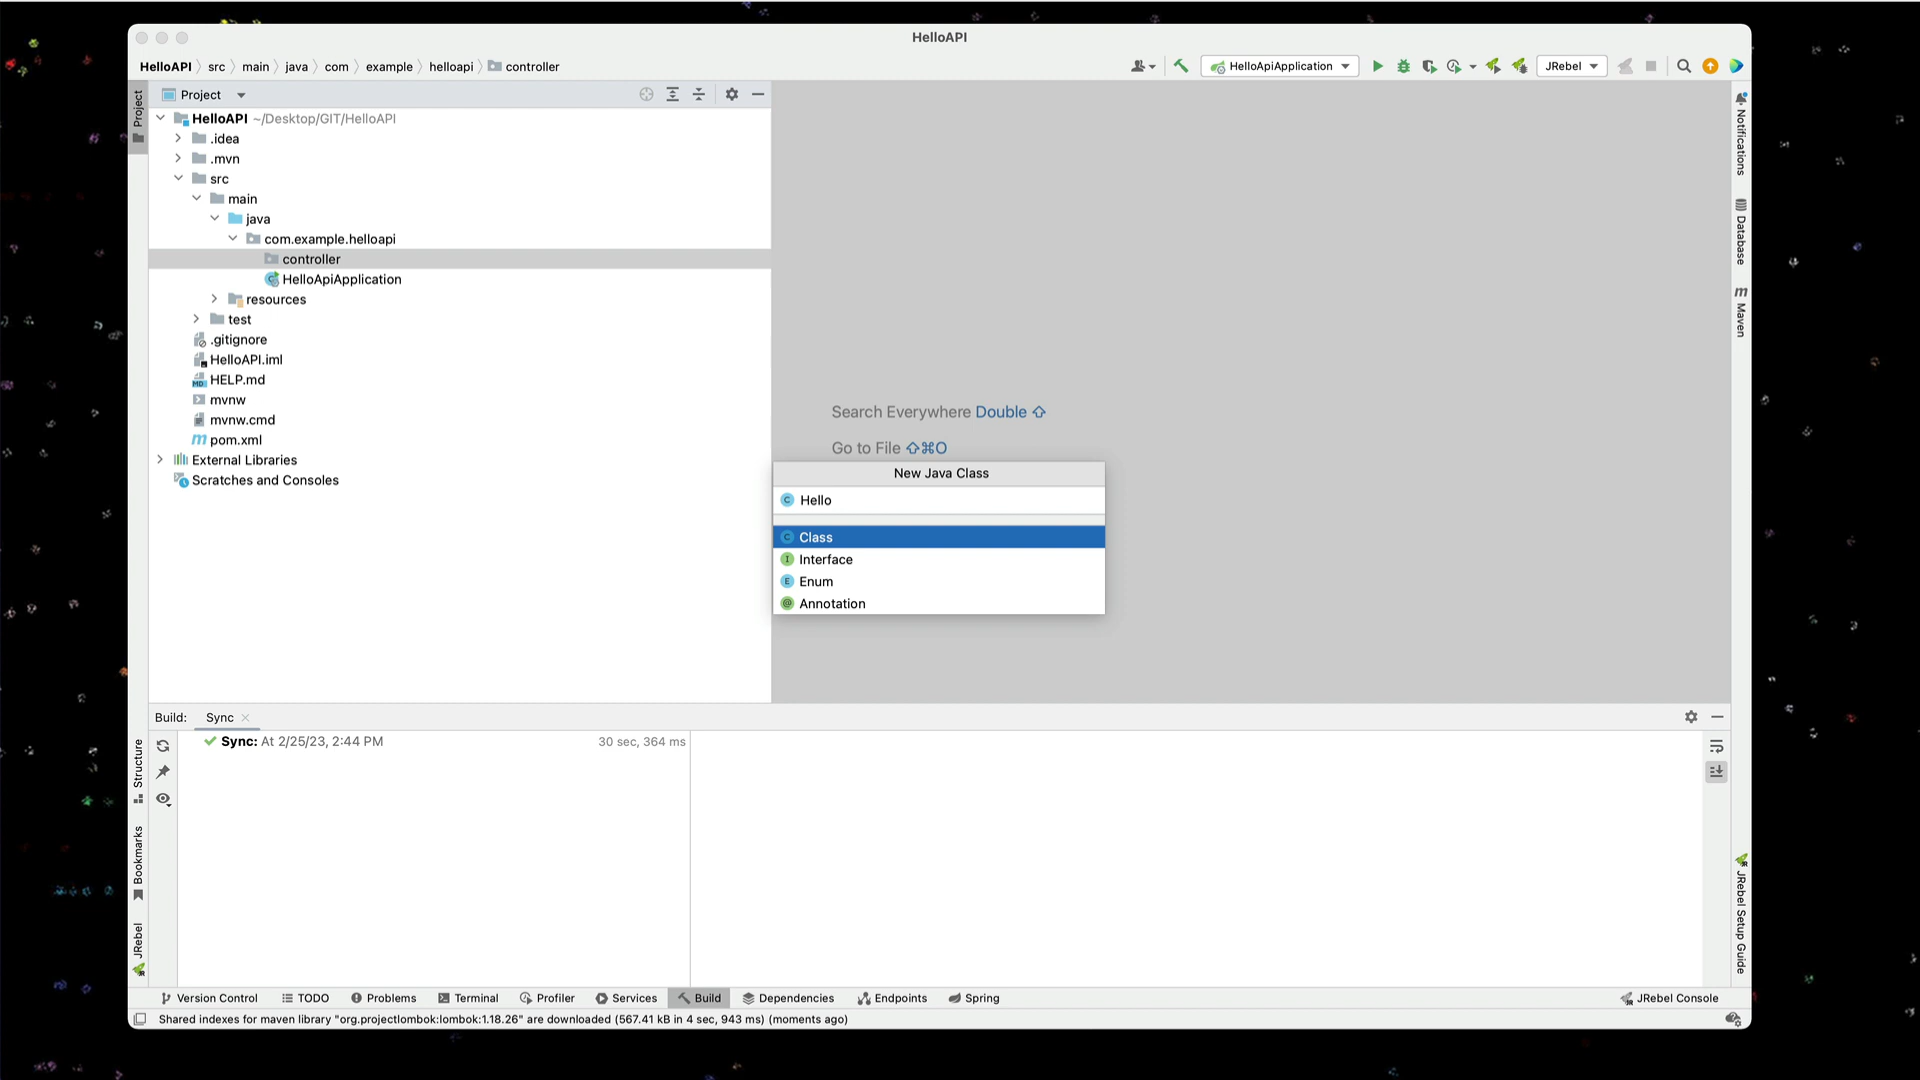 HelloAPI
HelloAPI src main java com example helloapi controller
HelloApiApplication
JRebel
Project
Project
HelloAPI ~/Desktop/GIT/HelloAPI
.idea
.mvn
src
main
java
com.example.helloapi
controller
HelloApiApplication
resources
test
.gitignore
HelloAPI.iml
HELP.md
mvnw
mvnw.cmd
pom.xml
External Libraries
Scratches and Consoles
Search Everywhere Double ⇧
Go to File ⇧⌘O
New Java Class
Hello
Class
Interface
Enum
Annotation
Notifications
Database
Maven
Build: Sync
Sync: At 2/25/23, 2:44 PM 30 sec, 364 ms
Structure
Bookmarks
JRebel
JRebel Setup Guide
Version Control TODO Problems Terminal Profiler Services Build Dependencies Endpoints Spring JRebel Console
Shared indexes for maven library "org.projectlombok:lombok:1.18.26" are downloaded (567.41 kB in 4 sec, 943 ms) (moments ago)